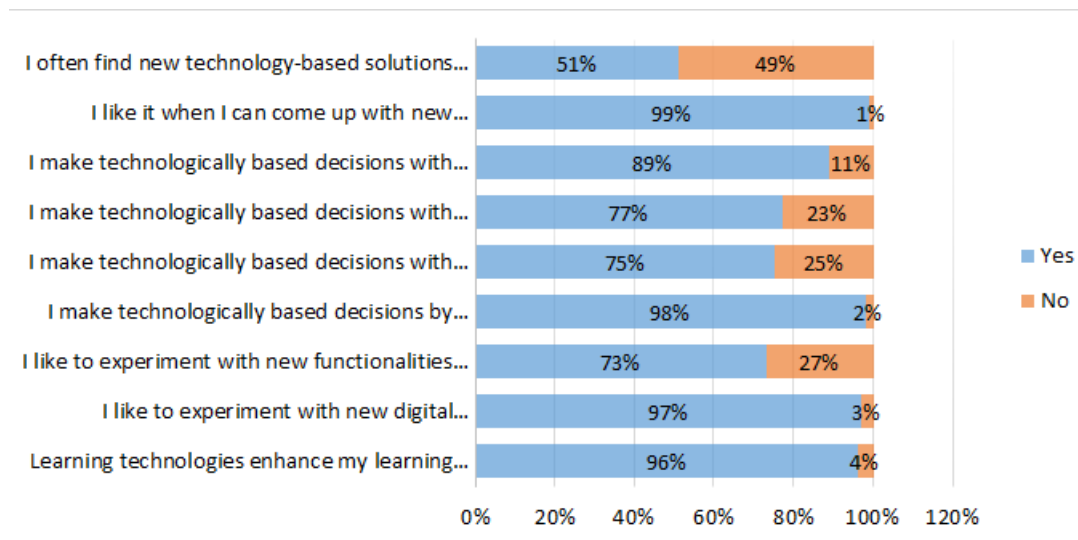 I often find new technology-based solutions... 51% 49%
I like it when I can come up with new... 99% 1%
I make technologically based decisions with... 89% 11%
I make technologically based decisions with... 77% 23%
I make technologically based decisions with... 75% 25%
I make technologically based decisions by... 98% 2%
I like to experiment with new functionalities... 73% 27%
I like to experiment with new digital... 97% 3%
Learning technologies enhance my learning... 96% 4%
0% 20% 40% 60% 80% 100% 120%
Yes
No